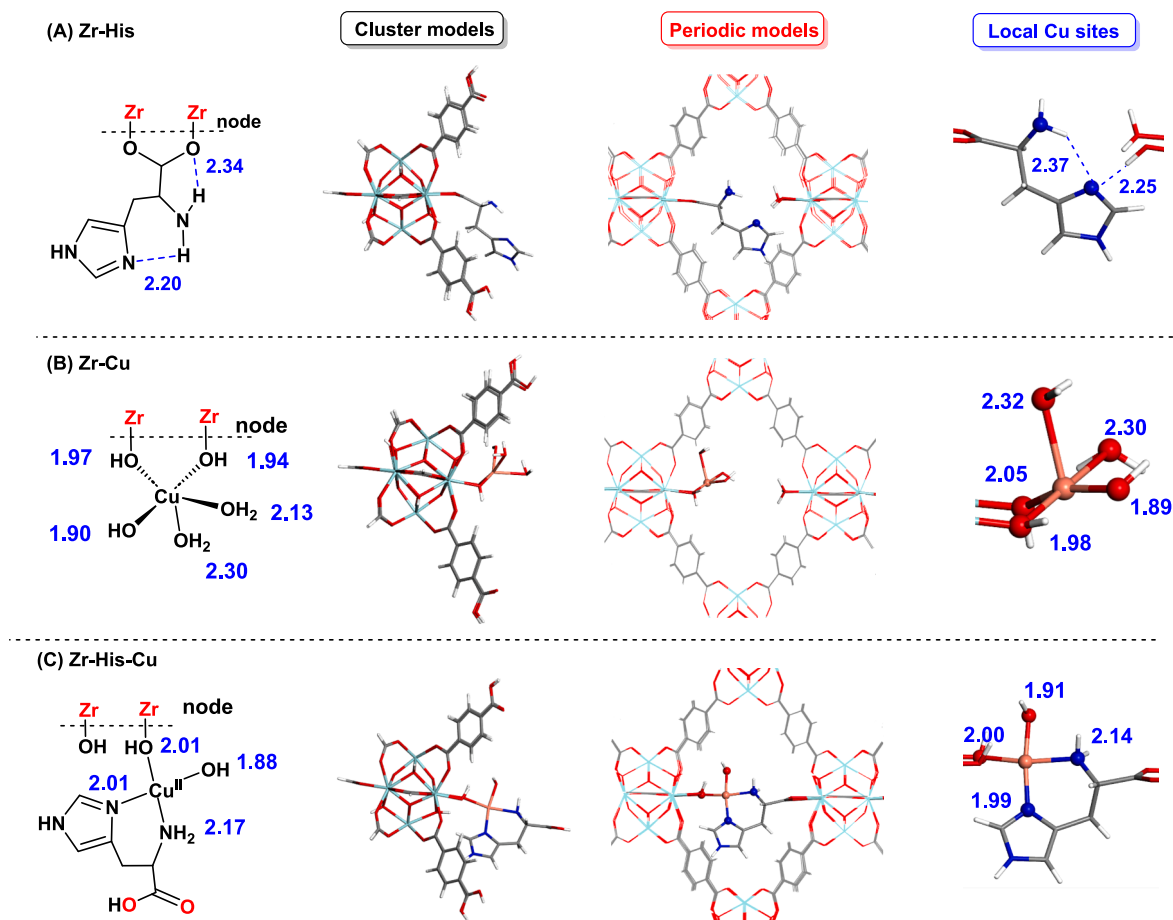 (A) Zr-His
Cluster models
Periodic models
Local Cu sites
Zr Zr
node
O O
2.34
H
N
HN N H
2.20
2.37
2.25
(B) Zr-Cu
Zr Zr
node
1.97 HO OH 1.94
Cu
HO OH2 2.13
1.90
OH2
2.30
2.32
2.30
2.05
1.89
1.98
(C) Zr-His-Cu
Zr Zr node
OH HO 2.01
OH 1.88
2.01 CuII
N
HN NH2 2.17
HO O
1.91
2.00 2.14
1.99